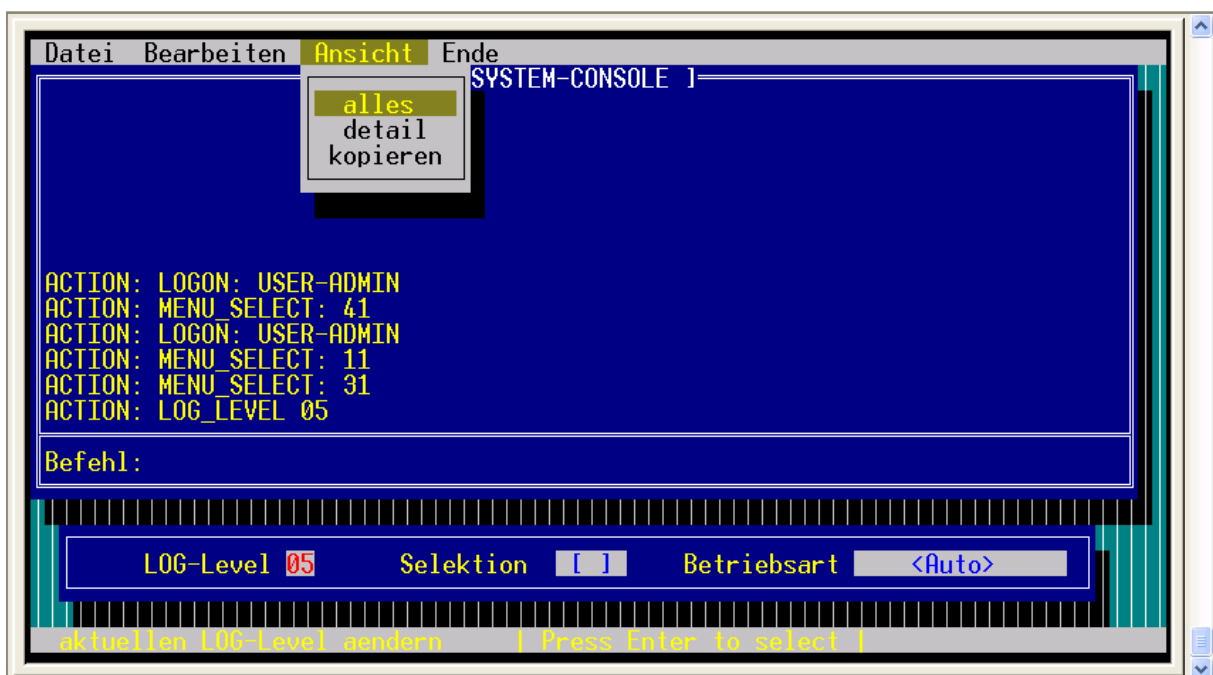 Datei Bearbeiten Ansicht Ende
SYSTEM-CONSOLE ]
alles
detail
kopieren
ACTION: LOGON: USER-ADMIN
ACTION: MENU_SELECT: 41
ACTION: LOGON: USER-ADMIN
ACTION: MENU_SELECT: 11
ACTION: MENU_SELECT: 31
ACTION: LOG_LEVEL 05
Befehl:
LOG-Level 05 Selektion [ ] Betriebsart <Auto>
aktuellen LOG-Level aendern | Press Enter to select |